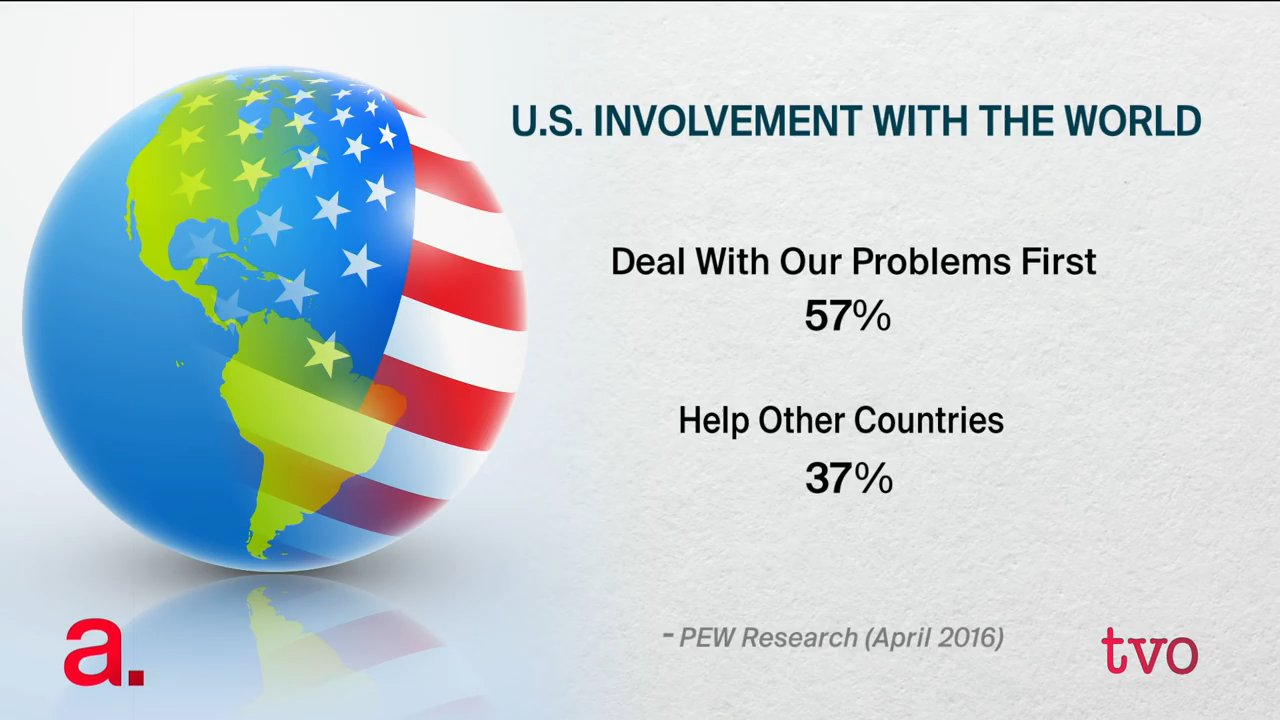 U.S. INVOLVEMENT WITH THE WORLD
Deal With Our Problems First
57%
Help Other Countries
37%
- PEW Research (April 2016)
a.
tvo